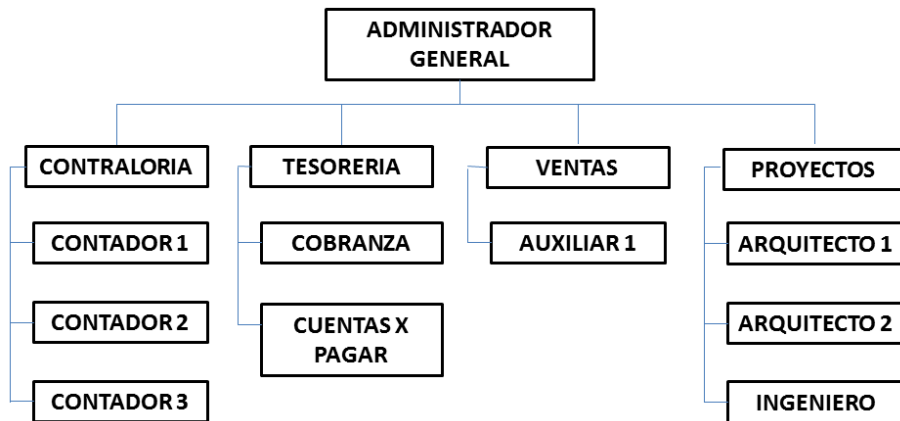 ADMINISTRADOR
GENERAL
CONTRALORIA
TESORERIA
VENTAS
PROYECTOS
CONTADOR 1
COBRANZA
AUXILIAR 1
ARQUITECTO 1
CONTADOR 2
CUENTAS X
PAGAR
ARQUITECTO 2
CONTADOR 3
INGENIERO